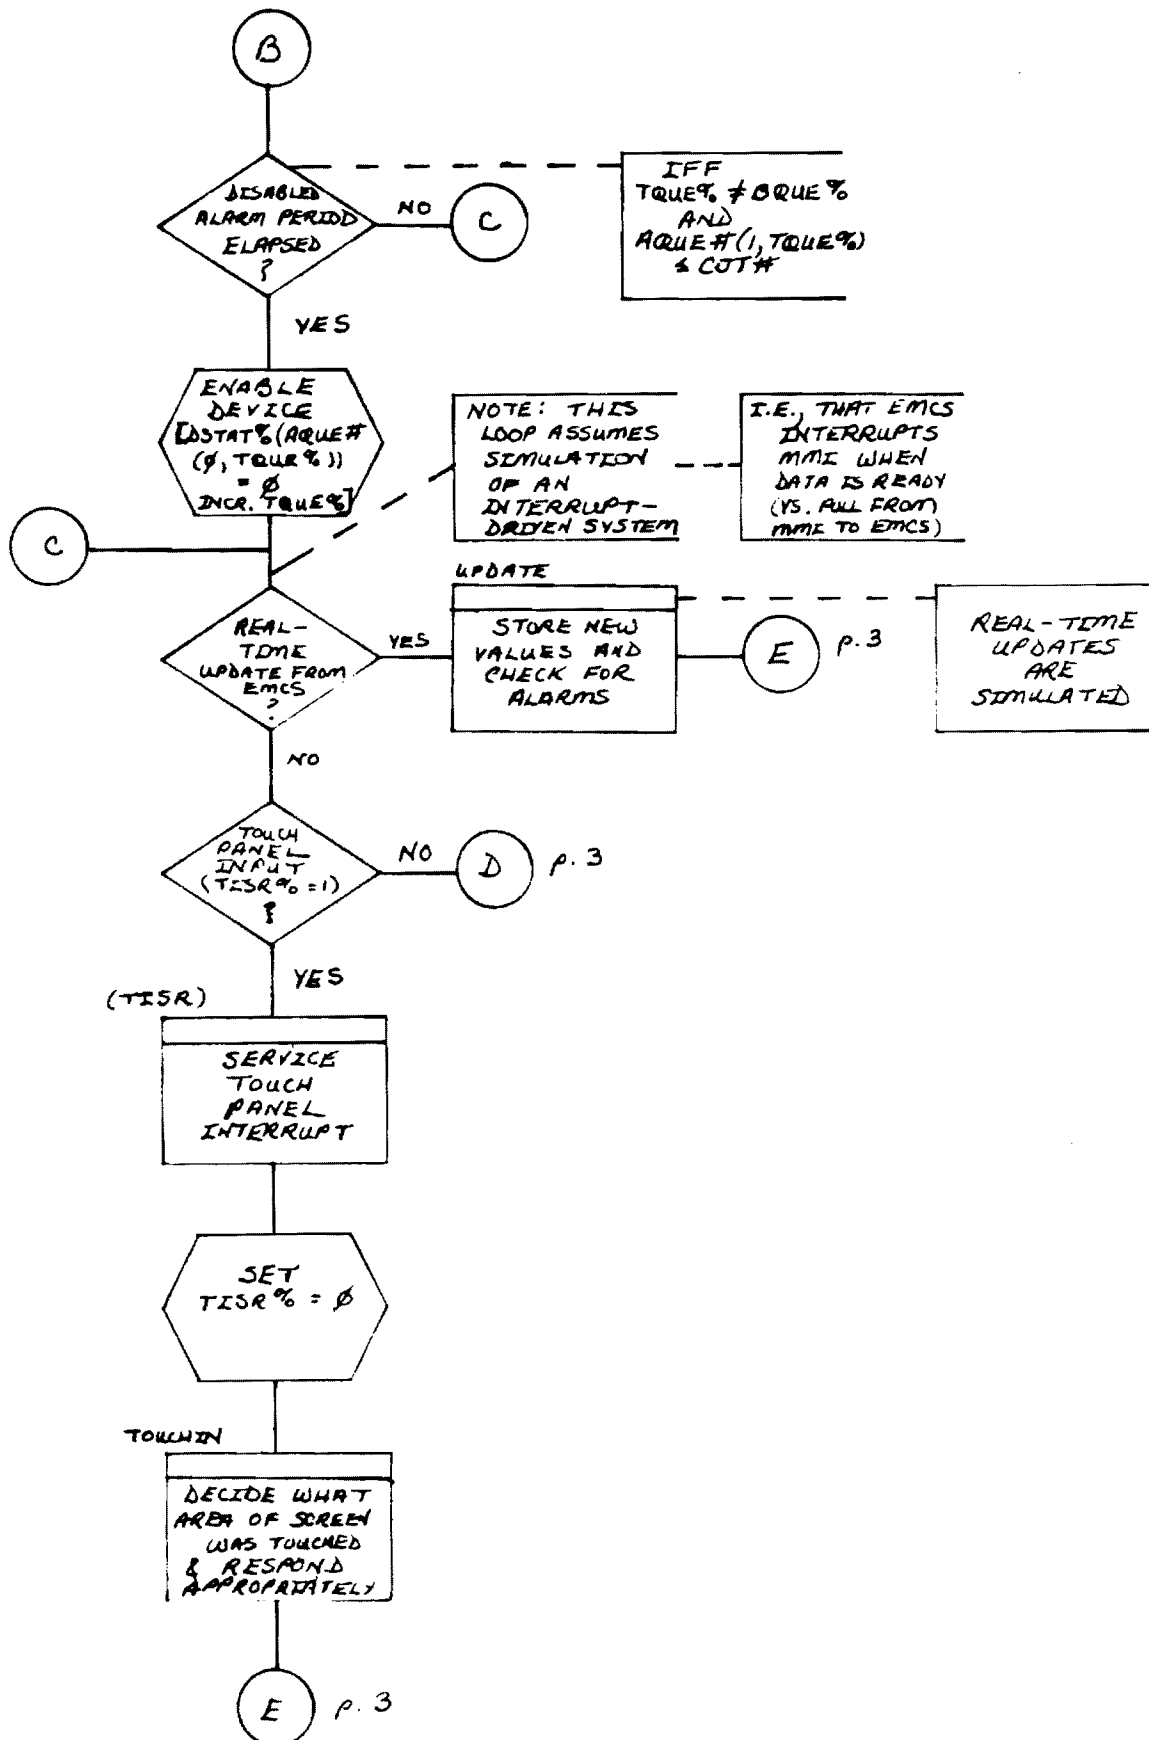 B
DISABLED
ALARM PERIOD
ELAPSED
?
NO
C
IFF
TQUE% ≠ BQUE%
AND
AQUE#(1, TQUE%)
≤ CJT#
YES
ENABLE
DEVICE
[DSTAT%(AQUE#
(Ø, TQUE%))
= Ø
INCR. TQUE%]
NOTE: THIS
LOOP ASSUMES
SIMULATION
OF AN
INTERRUPT-
DRIVEN SYSTEM
I.E., THAT EMCS
INTERRUPTS
MMI WHEN
DATA IS READY
(VS. PULL FROM
MMI TO EMCS)
C
REAL-
TIME
UPDATE FROM
EMCS
?
YES
UPDATE
STORE NEW
VALUES AND
CHECK FOR
ALARMS
E
p. 3
REAL-TIME
UPDATES
ARE
SIMULATED
NO
TOUCH
PANEL
INPUT
(TISR% = 1)
?
NO
D
p. 3
YES
(TISR)
SERVICE
TOUCH
PANEL
INTERRUPT
SET
TISR% = Ø
TOUCHIN
DECIDE WHAT
AREA OF SCREEN
WAS TOUCHED
& RESPOND
APPROPRIATELY
E
p. 3